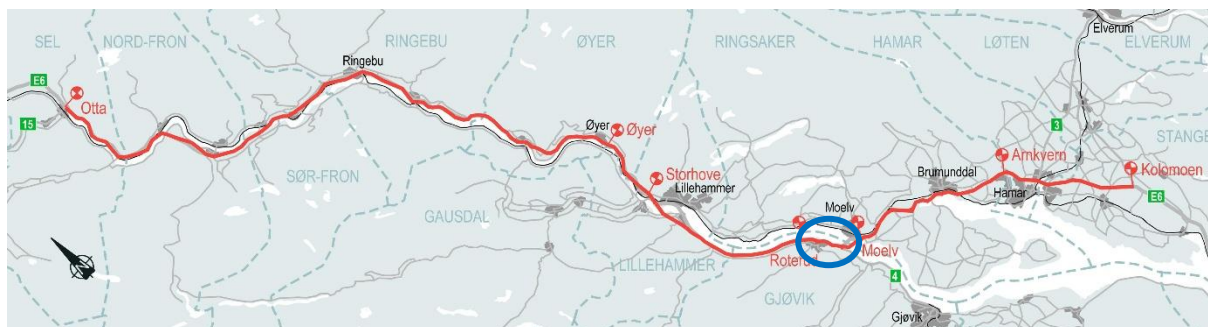 Elverum
SEL
NORD-FRON
RINGEBU
ØYER
RINGSAKER
HAMAR
LØTEN
ELVERUM
Ringebu
E6
Otta
15
3
Øyer
Øyer
Arnkvern
STANGE
Storhove
Brumunddal
Kolomoen
SØR-FRON
Lillehammer
Hamar
E6
Moelv
GAUSDAL
LILLEHAMMER
Roterud
Moelv
4
GJØVIK
Gjøvik